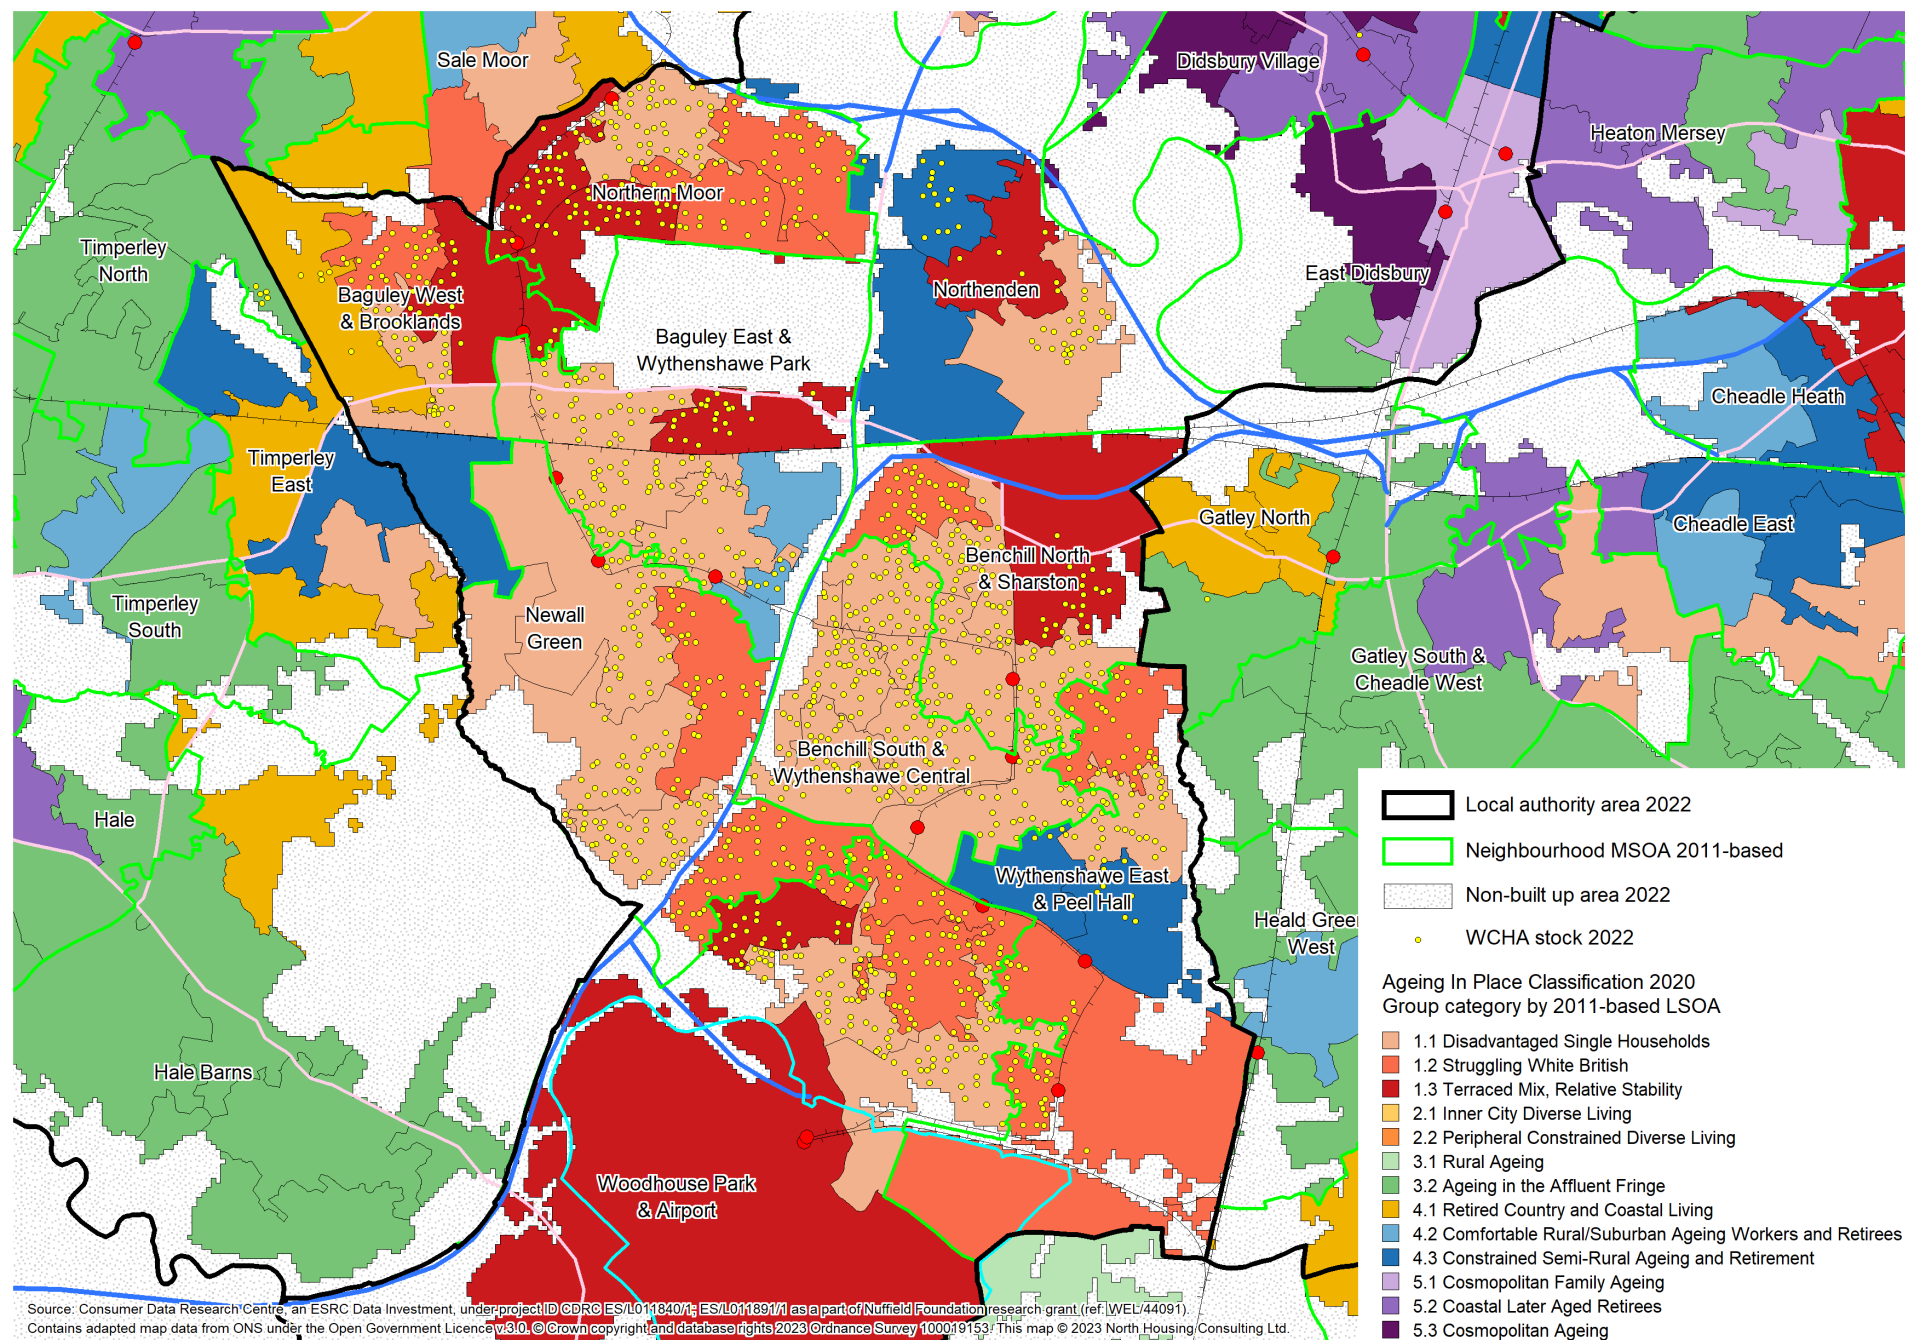 Sale Moor
Didsbury Village
Heaton Mersey
Northern Moor
Timperley
North
East Didsbury
Northenden
Baguley West
& Brooklands
Baguley East &
Wythenshawe Park
Cheadle Heath
Timperley
East
Gatley North
Cheadle East
Benchill North
& Sharston
Timperley
South
Newall
Green
Gatley South &
Cheadle West
Benchill South &
Wythenshawe Central
Hale
Wythenshawe East
& Peel Hall
Heald Green
West
Hale Barns
Woodhouse Park
& Airport
Local authority area 2022
Neighbourhood MSOA 2011-based
Non-built up area 2022
WCHA stock 2022
Ageing In Place Classification 2020
Group category by 2011-based LSOA
1.1 Disadvantaged Single Households
1.2 Struggling White British
1.3 Terraced Mix, Relative Stability
2.1 Inner City Diverse Living
2.2 Peripheral Constrained Diverse Living
3.1 Rural Ageing
3.2 Ageing in the Affluent Fringe
4.1 Retired Country and Coastal Living
4.2 Comfortable Rural/Suburban Ageing Workers and Retirees
4.3 Constrained Semi-Rural Ageing and Retirement
5.1 Cosmopolitan Family Ageing
5.2 Coastal Later Aged Retirees
5.3 Cosmopolitan Ageing
Source: Consumer Data Research Centre, an ESRC Data Investment, under project ID CDRC ES/L011840/1; ES/L011891/1 as a part of Nuffield Foundation research grant (ref: WEL/44091).
Contains adapted map data from ONS under the Open Government Licence v.3.0. © Crown copyright and database rights 2023 Ordnance Survey 100019153. This map © 2023 North Housing Consulting Ltd.